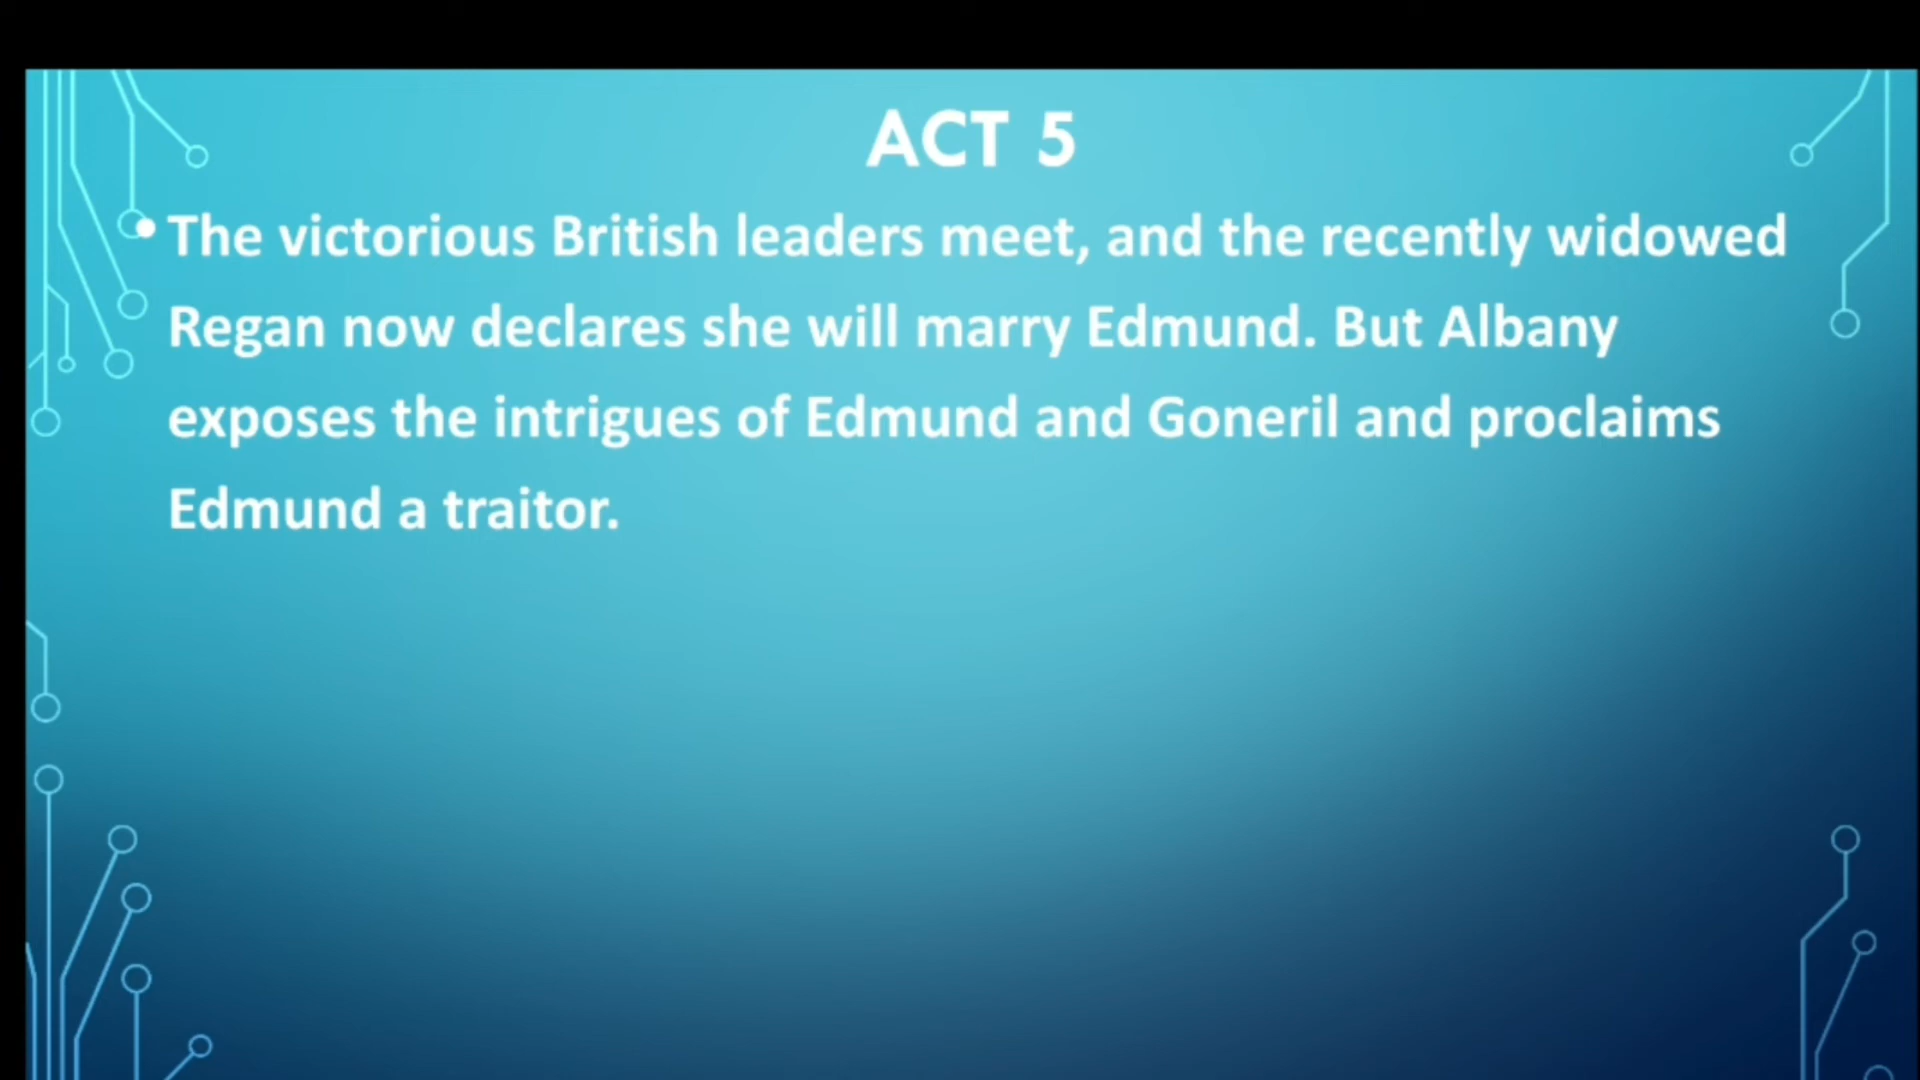 ACT 5
• The victorious British leaders meet, and the recently widowed
Regan now declares she will marry Edmund. But Albany
exposes the intrigues of Edmund and Goneril and proclaims
Edmund a traitor.